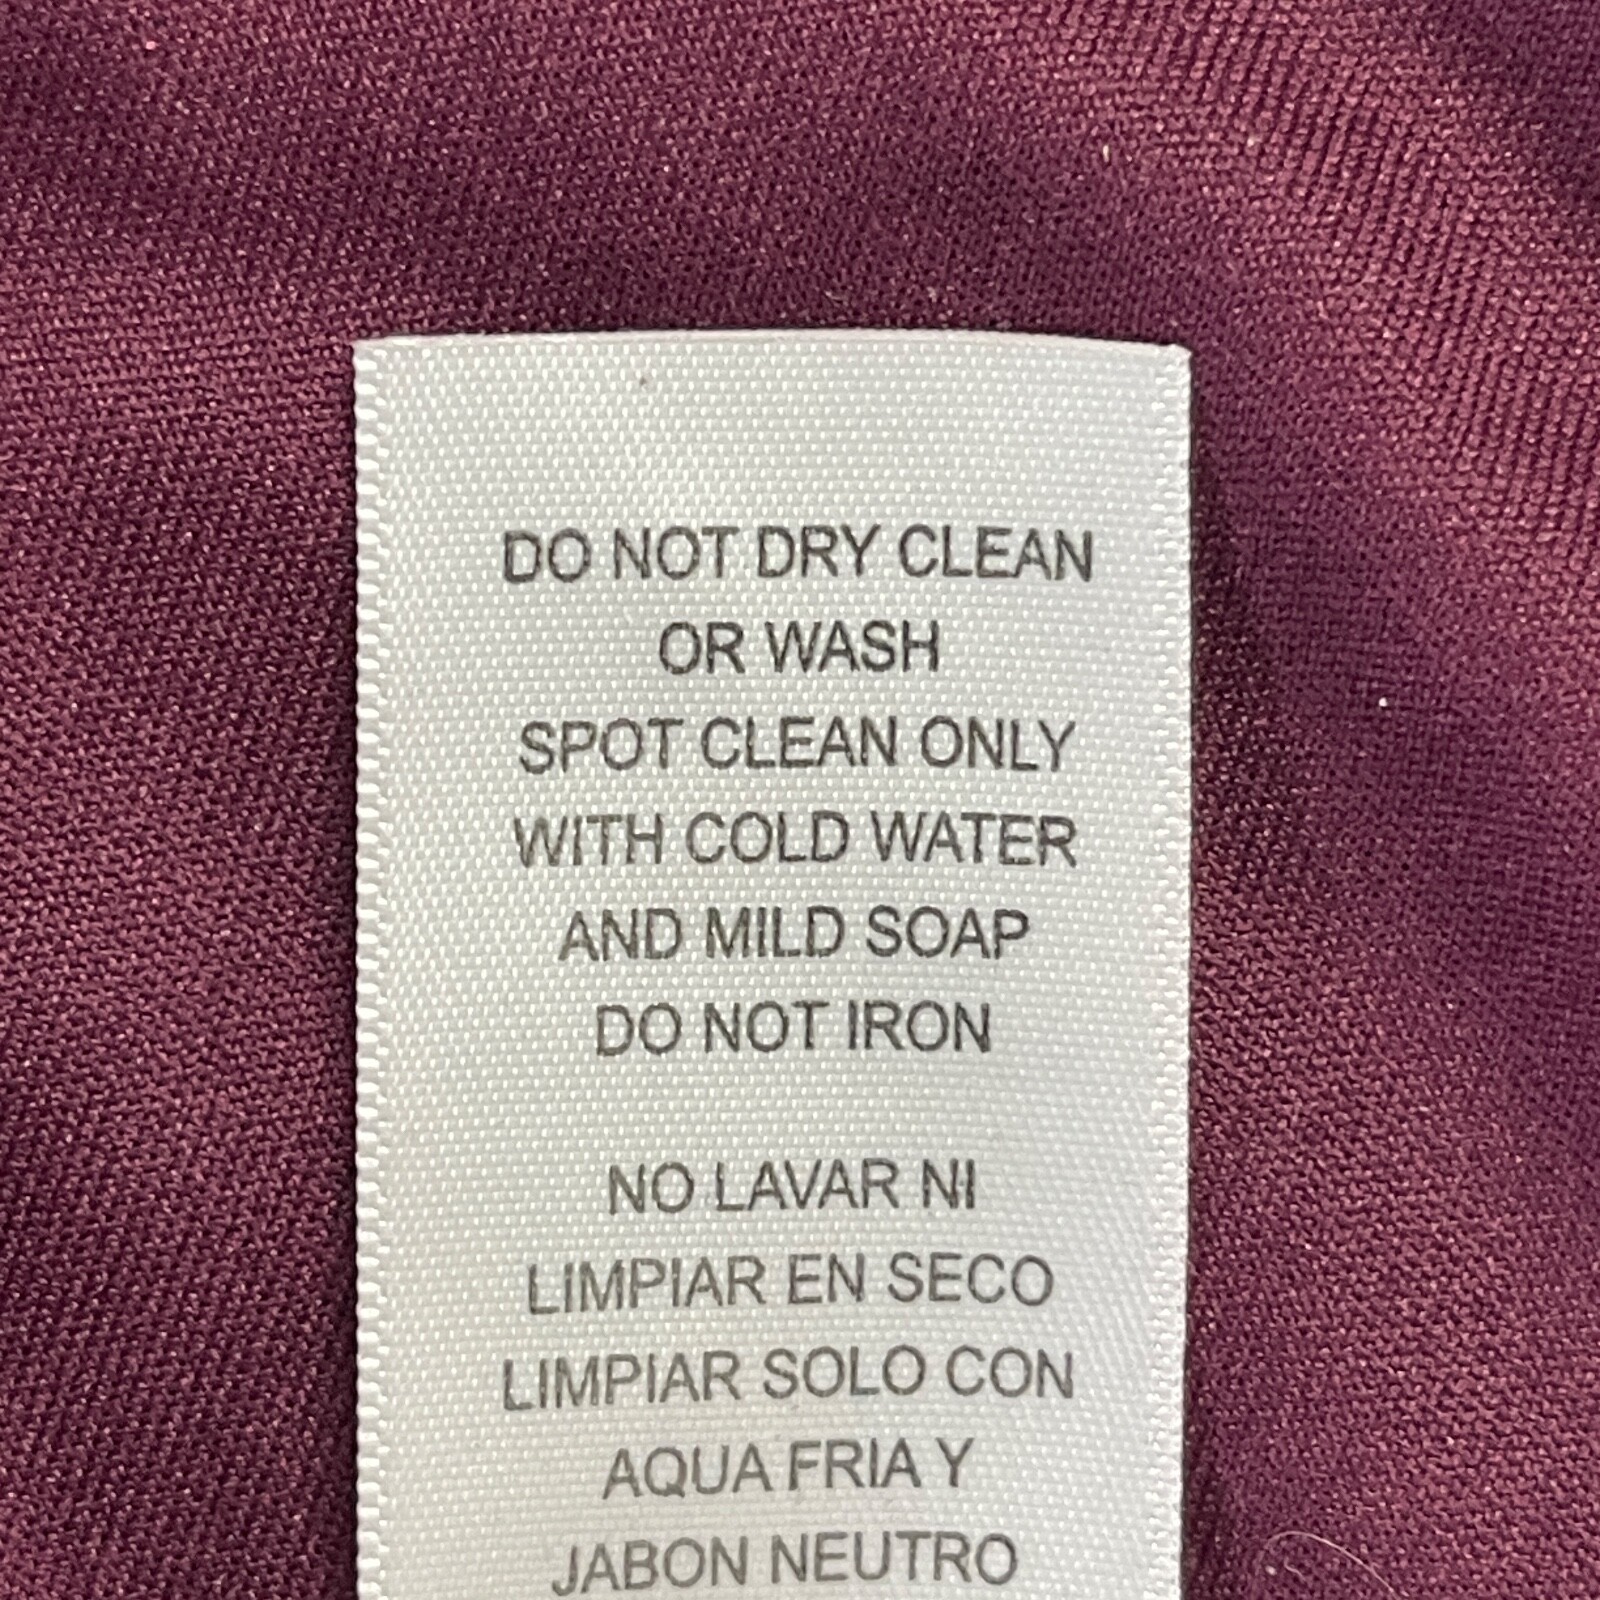 DO NOT DRY CLEAN
OR WASH
SPOT CLEAN ONLY
WITH COLD WATER
AND MILD SOAP
DO NOT IRON
NO LAVAR NI
LIMPIAR EN SECO
LIMPIAR SOLO CON
AQUA FRIA Y
JABON NEUTRO